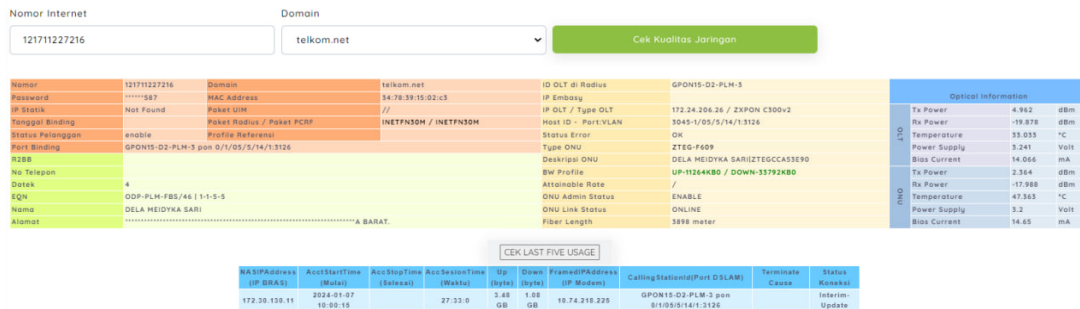 Nomor Internet Domain
121711227216 telkom.net Cek Kualitas Jaringan
Nomor 121711227216 Domain telkom.net ID OLT di Radius GPON15-D2-PLM-3 Optical Information
Password ******587 MAC Address 34:78:39:15:02:c3 IP Embasy
IP Statik Not Found Paket UIM // IP OLT / Type OLT 172.24.206.26 / ZXPON C300v2 OLT Tx Power 4.962 dBm
Tanggal Binding Paket Radius / Paket PCRF INETFN30M / INETFN30M Host ID - Port:VLAN 3045-1/05/5/14/1:3126 Rx Power -19.878 dBm
Status Pelanggan enable Profile Referensi Status Error OK Temperature 33.033 °C
Port Binding GPON15-D2-PLM-3 pon 0/1/05/5/14/1:3126 Type ONU ZTEG-F609 Power Supply 3.241 Volt
R2BB Deskripsi ONU DELA MEIDYKA SARI|ZTEGCCA53E90 Bias Current 14.066 mA
No Telepon BW Profile UP-11264KB0 / DOWN-33792KB0 ONU Tx Power 2.364 dBm
Datek 4 Attainable Rate / Rx Power -17.988 dBm
EQN ODP-PLM-FBS/46 | 1-1-5-5 ONU Admin Status ENABLE Temperature 47.363 °C
Nama DELA MEIDYKA SARI ONU Link Status ONLINE Power Supply 3.2 Volt
Alamat A BARAT. Fiber Length 3898 meter Bias Current 14.65 mA
CEK LAST FIVE USAGE
NASIPAddress AcctStartTime AccStopTime AccSesionTime Up Down FramedIPAddress CallingStationId(Port DSLAM) Terminate Status
(IP BRAS) (Mulai) (Selesai) (Waktu) (byte) (byte) (IP Modem) Cause Koneksi
172.30.130.11 2024-01-07 27:33:0 3.48 1.08 10.74.218.225 GPON15-D2-PLM-3 pon Interim-
10:00:15 GB GB 0/1/05/5/14/1:3126 Update